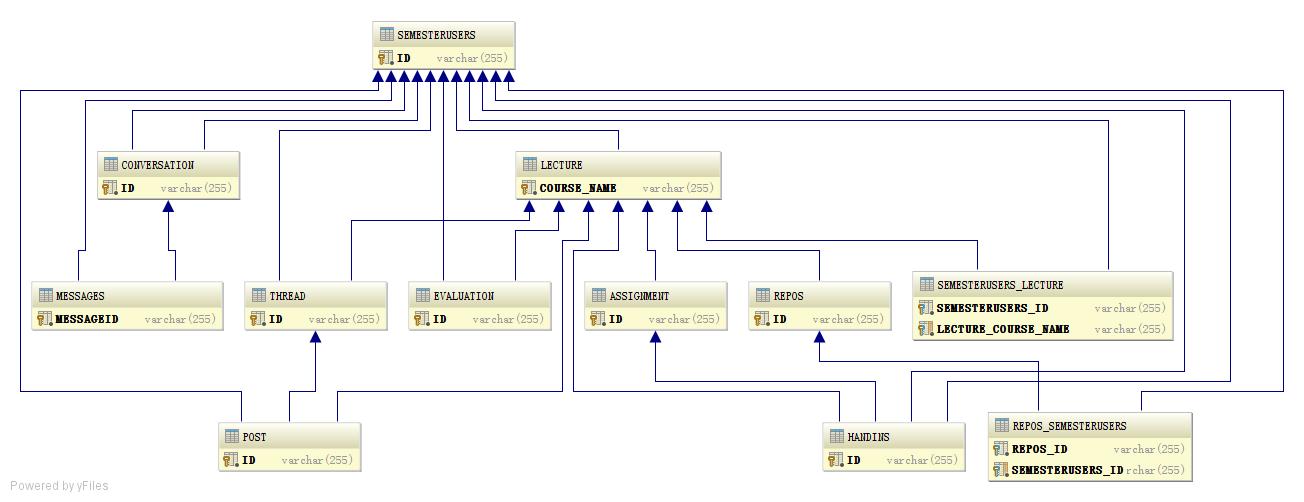 SEMESTERUSERS
ID varchar(255)
CONVERSATION
ID varchar(255)
LECTURE
COURSE_NAME varchar(255)
MESSAGES
MESSAGEID varchar(255)
THREAD
ID varchar(255)
EVALUATION
ID varchar(255)
ASSIGNMENT
ID varchar(255)
REPOS
ID varchar(255)
SEMESTERUSERS_LECTURE
SEMESTERUSERS_ID varchar(255)
LECTURE_COURSE_NAME varchar(255)
POST
ID varchar(255)
HANDINS
ID varchar(255)
REPOS_SEMESTERUSERS
REPOS_ID varchar(255)
SEMESTERUSERS_ID rchar(255)
Powered by yFiles